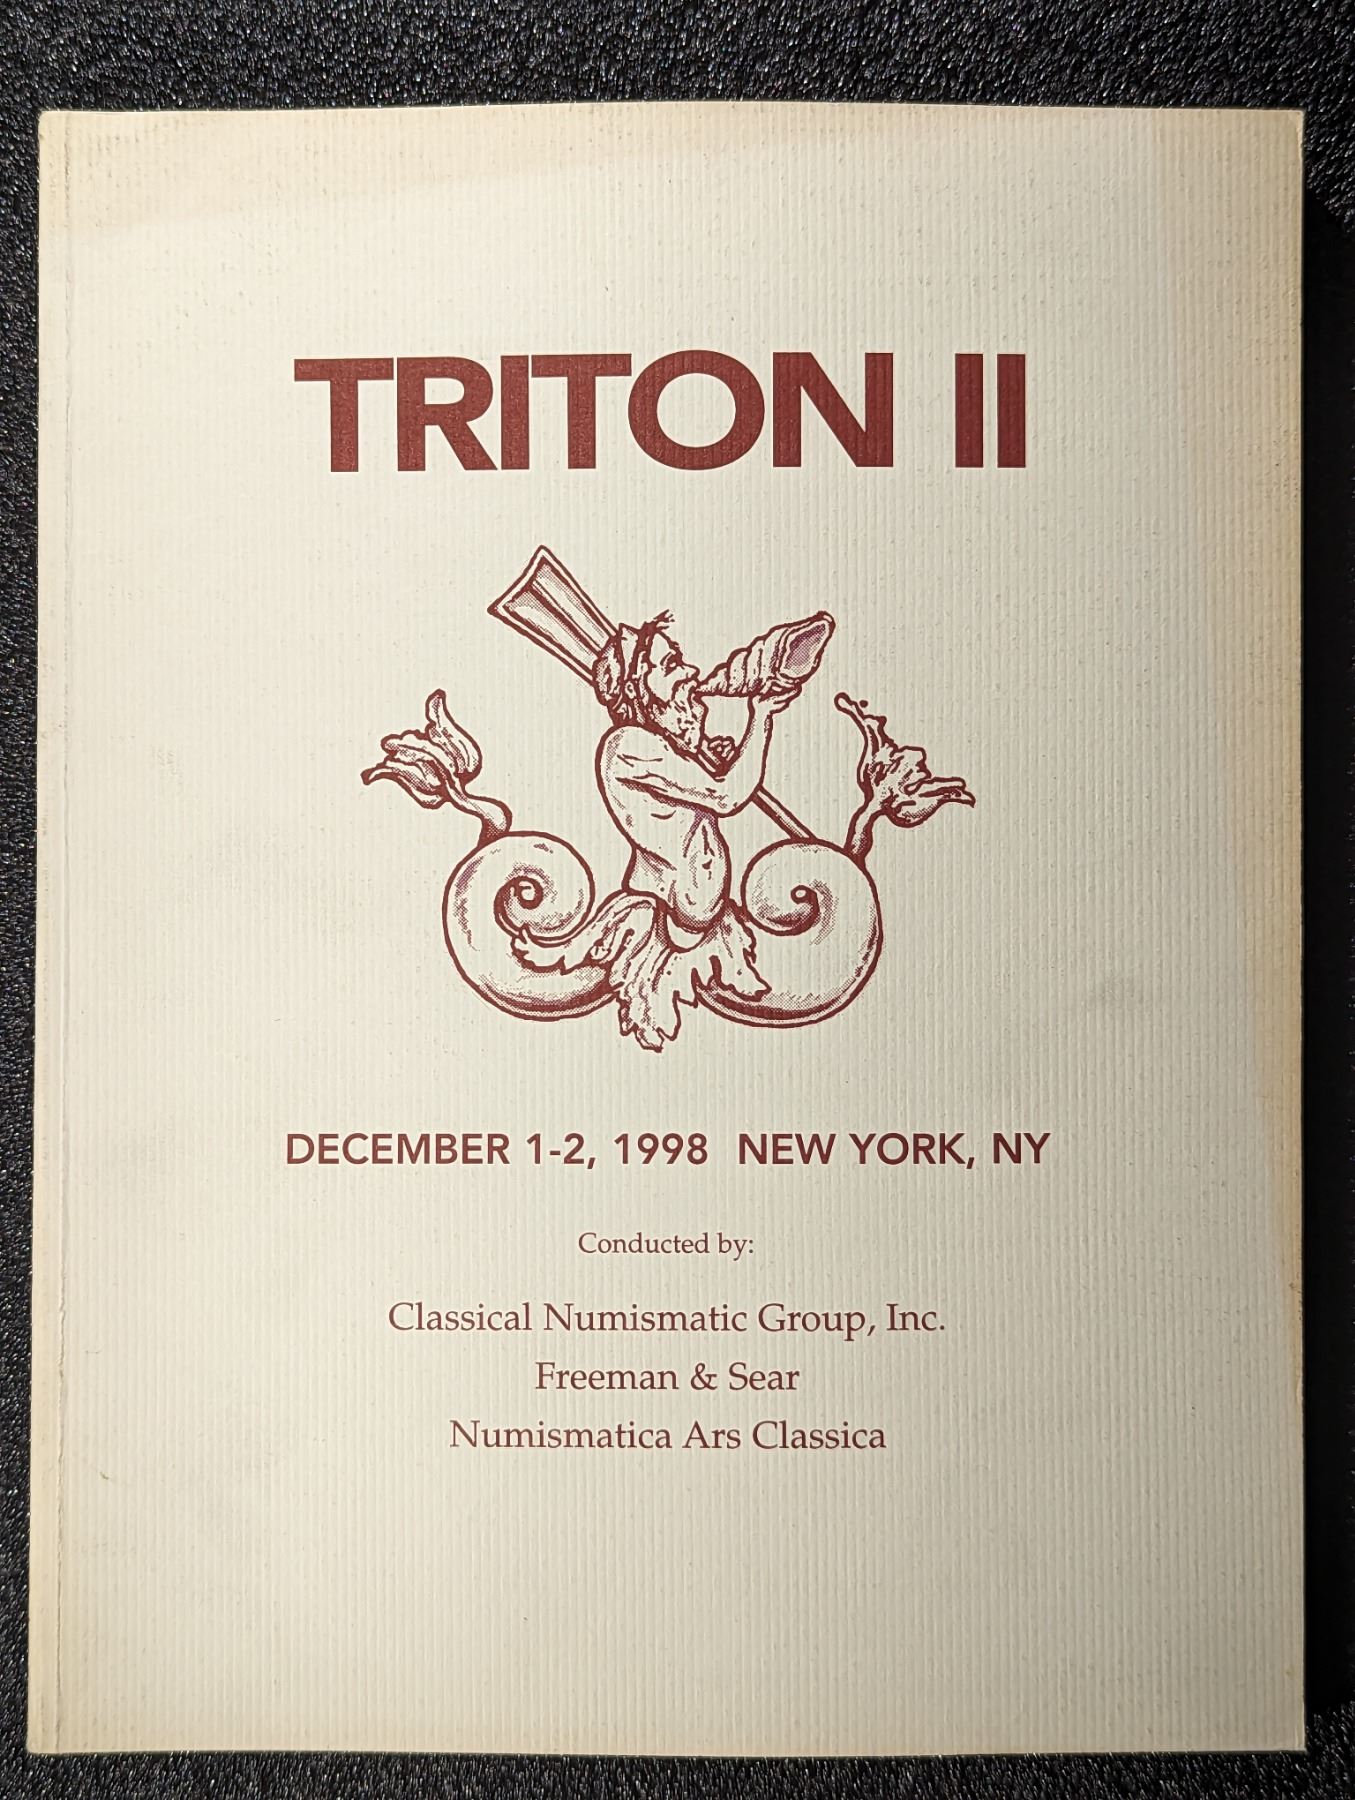 TRITON II
DECEMBER 1-2, 1998 NEW YORK, NY
Conducted by:
Classical Numismatic Group, Inc.
Freeman & Sear
Numismatica Ars Classica